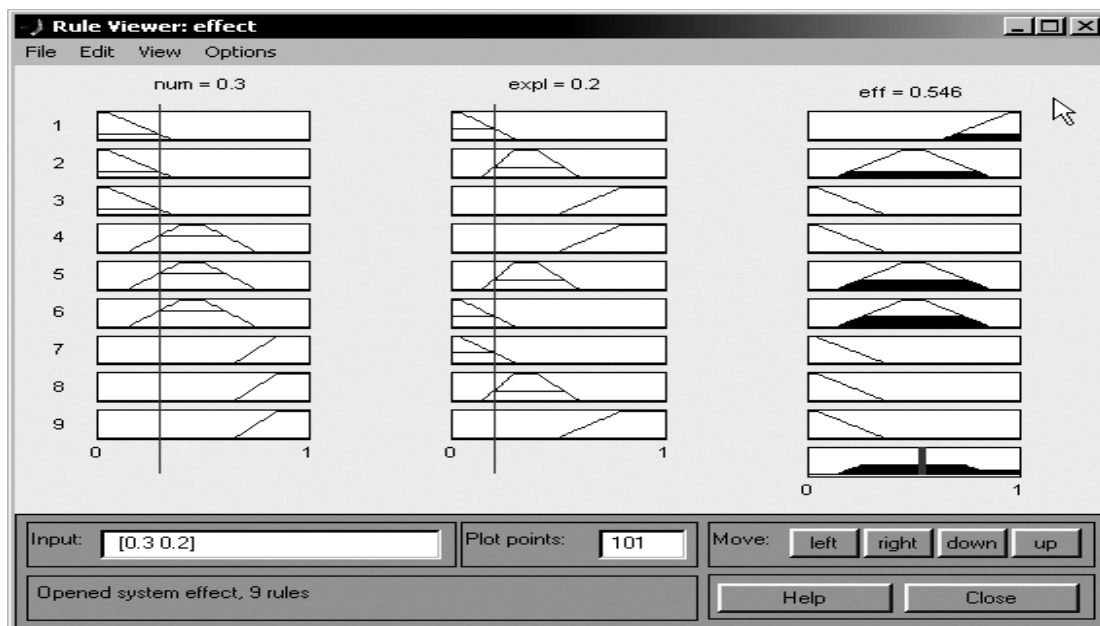 Rule Viewer: effect
File Edit View Options
num = 0.3 expl = 0.2 eff = 0.546
1
2
3
4
5
6
7
8
9
0 1 0 1
0 1
Input: [0.3 0.2] Plot points: 101 Move: left right down up
Opened system effect, 9 rules Help Close